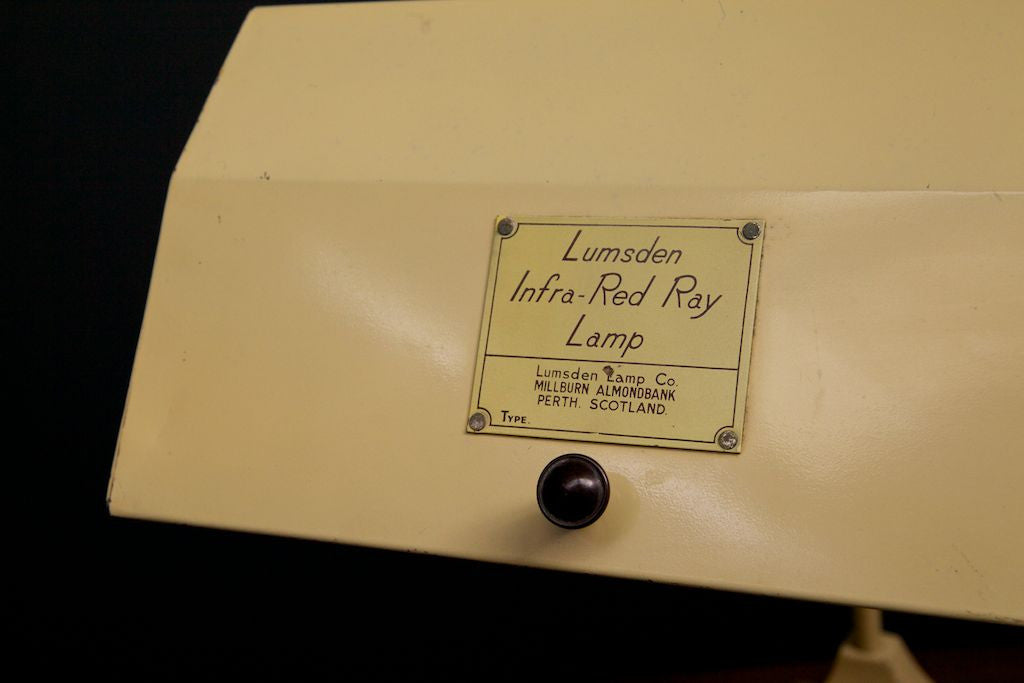 Lumsden
Infra-Red Ray
Lamp
Lumsden Lamp Co.
MILLBURN ALMONDBANK
PERTH. SCOTLAND.
TYPE.